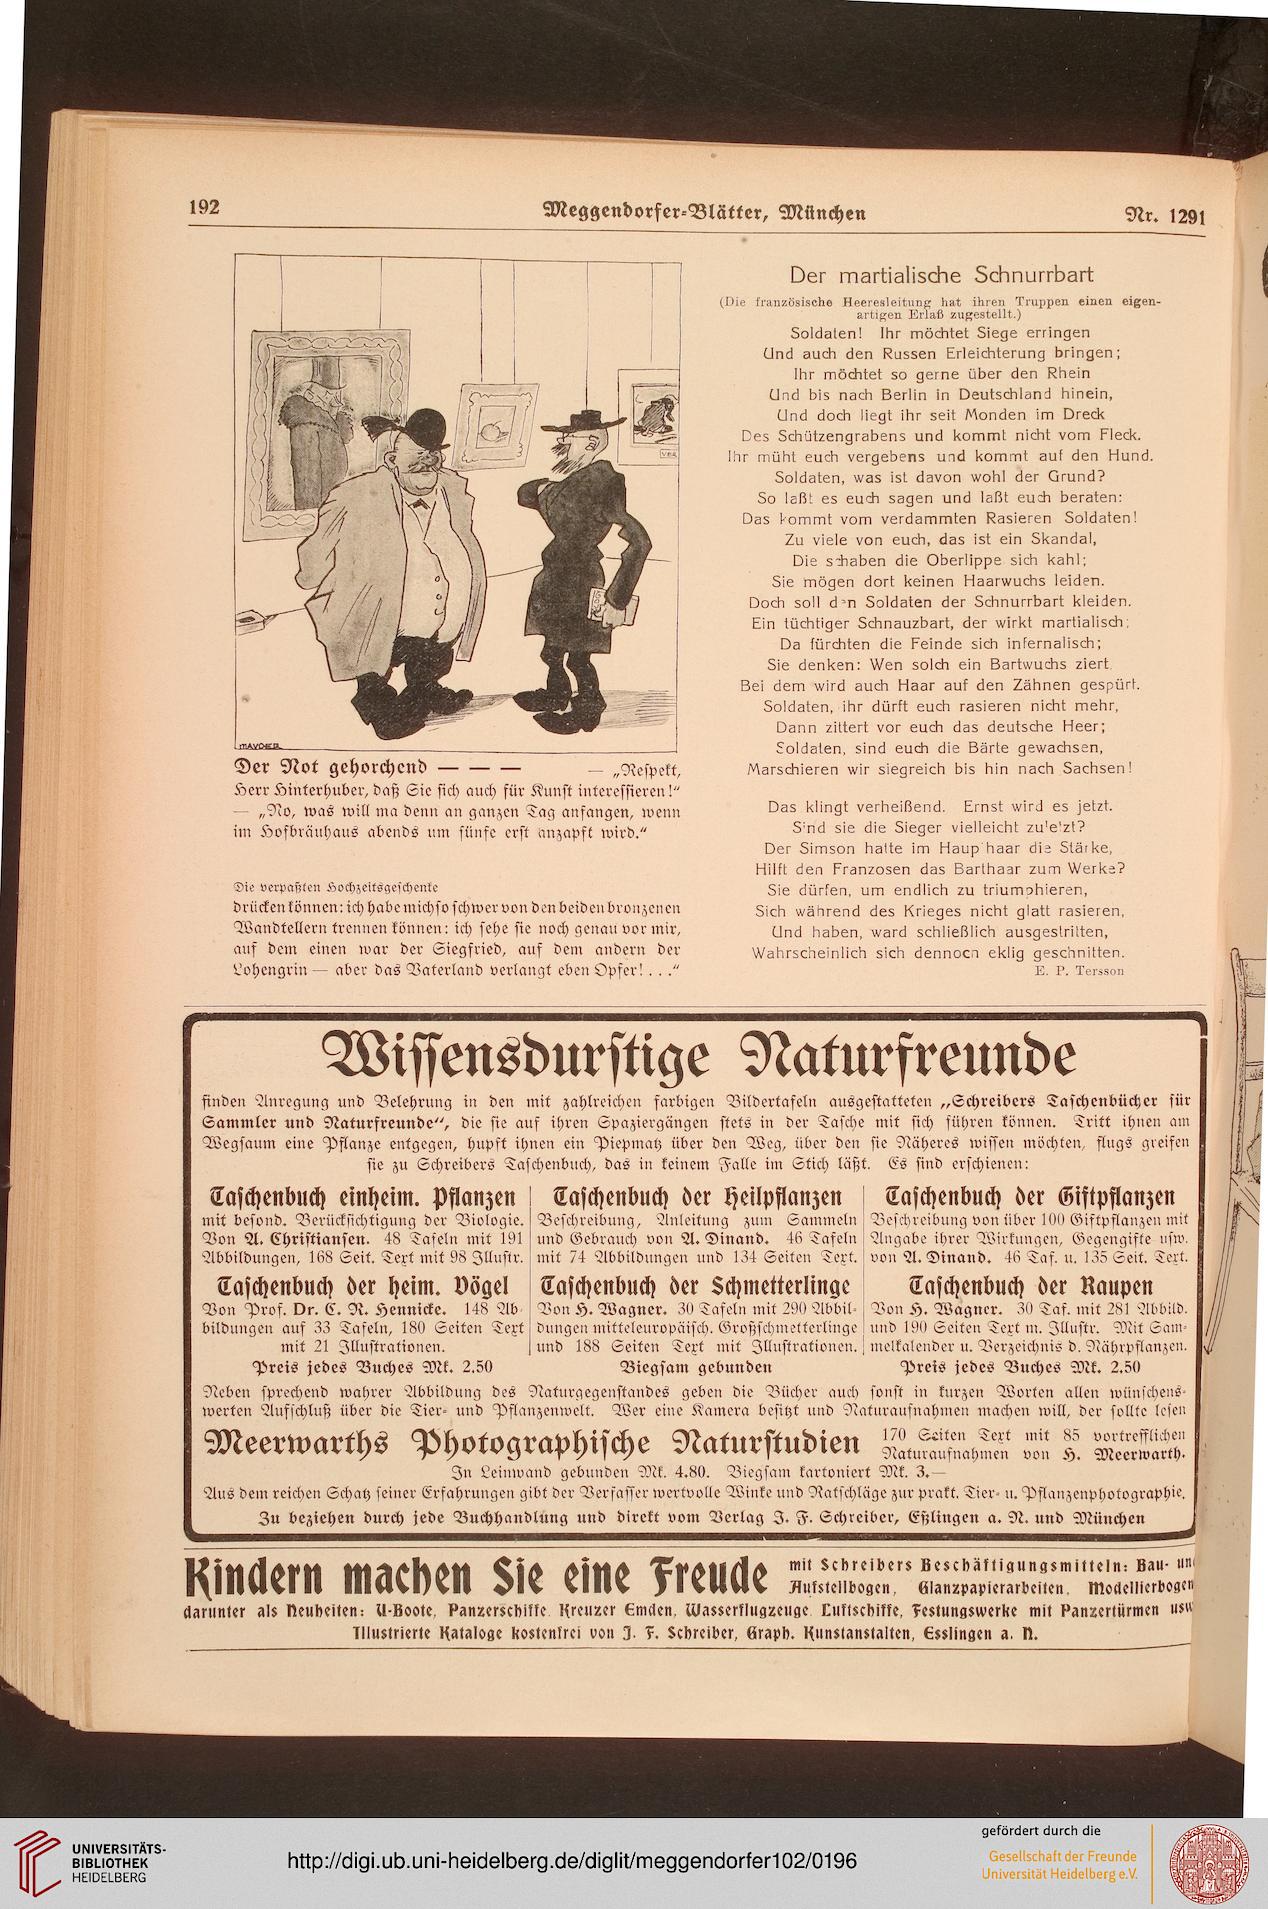 192
Meggendorfer-Blätter, München
Nr. 1291
VER
MAUDER
Der Not gehorchend — — —
— „Respekt,
Herr Hinterhuber, daß Sie sich auch für Kunst interessieren!"
— „No, was will ma denn an ganzen Tag anfangen, wenn
im Hofbräuhaus abends um fünfe erst anzapft wird."
Die verpaßten Hochzeitsgeschenke
drücken können: ich habe mich so schwer von den beiden bronzenen
Wandtellern trennen können: ich sehe sie noch genau vor mir,
auf dem einen war der Siegfried, auf dem andern der
Lohengrin — aber das Vaterland verlangt eben Opfer! . . ."
Der martialische Schnurrbart
(Die französische Heeresleitung hat ihren Truppen einen eigen-
artigen Erlaß zugestellt.)
Soldaten! Ihr möchtet Siege erringen
Und auch den Russen Erleichterung bringen;
Ihr möchtet so gerne über den Rhein
Und bis nach Berlin in Deutschland hinein,
Und doch liegt ihr seit Monden im Dreck
Des Schützengrabens und kommt nicht vom Fleck.
Ihr müht euch vergebens und kommt auf den Hund.
Soldaten, was ist davon wohl der Grund?
So laßt es euch sagen und laßt euch beraten:
Das kommt vom verdammten Rasieren Soldaten!
Zu viele von euch, das ist ein Skandal,
Die schaben die Oberlippe sich kahl;
Sie mögen dort keinen Haarwuchs leiden.
Doch soll den Soldaten der Schnurrbart kleiden.
Ein tüchtiger Schnauzbart, der wirkt martialisch;
Da fürchten die Feinde sich infernalisch;
Sie denken: Wen solch ein Bartwuchs ziert
Bei dem wird auch Haar auf den Zähnen gespürt.
Soldaten, ihr dürft euch rasieren nicht mehr,
Dann zittert vor euch das deutsche Heer;
Soldaten, sind euch die Bärte gewachsen,
Marschieren wir siegreich bis hin nach Sachsen!
Das klingt verheißend. Ernst wird es jetzt.
Sind sie die Sieger vielleicht zuletzt?
Der Simson hatte im Haupthaar die Stärke,
Hilft den Franzosen das Barthaar zum Werke?
Sie dürfen, um endlich zu triumphieren,
Sich während des Krieges nicht glatt rasieren,
Und haben, ward schließlich ausgestritten,
Wahrscheinlich sich dennoch eklig geschnitten.
E. P. Tersson
Wissensdurstige Naturfreunde
finden Anregung und Belehrung in den mit zahlreichen farbigen Bildertafeln ausgestatteten „Schreibers Taschenbücher für
Sammler und Naturfreunde", die sie auf ihren Spaziergängen stets in der Tasche mit sich führen können. Tritt ihnen am
Wegsaum eine Pflanze entgegen, hupft ihnen ein Piepmatz über den Weg, über den sie Näheres wissen möchten, flugs greifen
sie zu Schreibers Taschenbuch, das in keinem Falle im Stich läßt. Es sind erschienen:
Taschenbuch einheim. Pflanzen
mit besond. Berücksichtigung der Biologie.
Von A. Christiansen. 48 Tafeln mit 191
Abbildungen, 168 Seit. Text mit 98 Illustr.
Taschenbuch der Heilpflanzen
Beschreibung, Anleitung zum Sammeln
und Gebrauch von A. Dinand. 46 Tafeln
mit 74 Abbildungen und 134 Seiten Text.
Taschenbuch der Giftpflanzen
Beschreibung von über 100 Giftpflanzen mit
Angabe ihrer Wirkungen, Gegengifte usw.
von A. Dinand. 46 Taf. u. 135 Seit. Text.
Taschenbuch der heim. Vögel
Von Prof. Dr. C. R. Hennicke. 148 Ab-
bildungen auf 33 Tafeln, 180 Seiten Text
mit 21 Illustrationen.
Taschenbuch der Schmetterlinge
Von H. Wagner. 30 Tafeln mit 290 Abbil-
dungen mitteleuropäisch. Großschmetterlinge
und 188 Seiten Text mit Illustrationen.
Taschenbuch der Raupen
Von H. Wagner. 30 Taf. mit 281 Abbild.
und 190 Seiten Text m. Illustr. Mit Sam-
melkalender u. Verzeichnis d. Nährpflanzen.
Preis jedes Buches Mk. 2.50
Biegsam gebunden
Preis jedes Buches Mk. 2.50
Neben sprechend wahrer Abbildung des Naturgegenstandes geben die Bücher auch sonst in kurzen Worten allen wünschens-
werten Aufschluß über die Tier- und Pflanzenwelt. Wer eine Kamera besitzt und Naturaufnahmen machen will, der sollte lesen
Meerwarths Photographische Naturstudien
170 Seiten Text mit 85 vortrefflichen
Naturaufnahmen von H. Meerwarth.
In Leinwand gebunden Mk. 4.80. Biegsam kartoniert Mk. 3.—
Aus dem reichen Schatz seiner Erfahrungen gibt der Verfasser wertvolle Winke und Ratschläge zur prakt. Tier- u. Pflanzenphotographie.
Zu beziehen durch jede Buchhandlung und direkt vom Verlag J. F. Schreiber, Eßlingen a. N. und München
Kindern machen Sie eine Freude
mit Schreibers Beschäftigungsmitteln: Bau- un
Aufstellbogen, Glanzpapierarbeiten, Modellierbogen
darunter als Neuheiten: U-Boote, Panzerschiffe, Kreuzer Emden, Wasserflugzeuge, Luftschiffe, Festungswerke mit Panzertürmen usw
Illustrierte Kataloge kostenfrei von J. F. Schreiber, Graph. Kunstanstalten, Esslingen a. N.
UNIVERSITÄTS-
BIBLIOTHEK
HEIDELBERG
http://digi.ub.uni-heidelberg.de/diglit/meggendorfer102/0196
gefördert durch die
Gesellschaft der Freunde
Universität Heidelberg e.V.